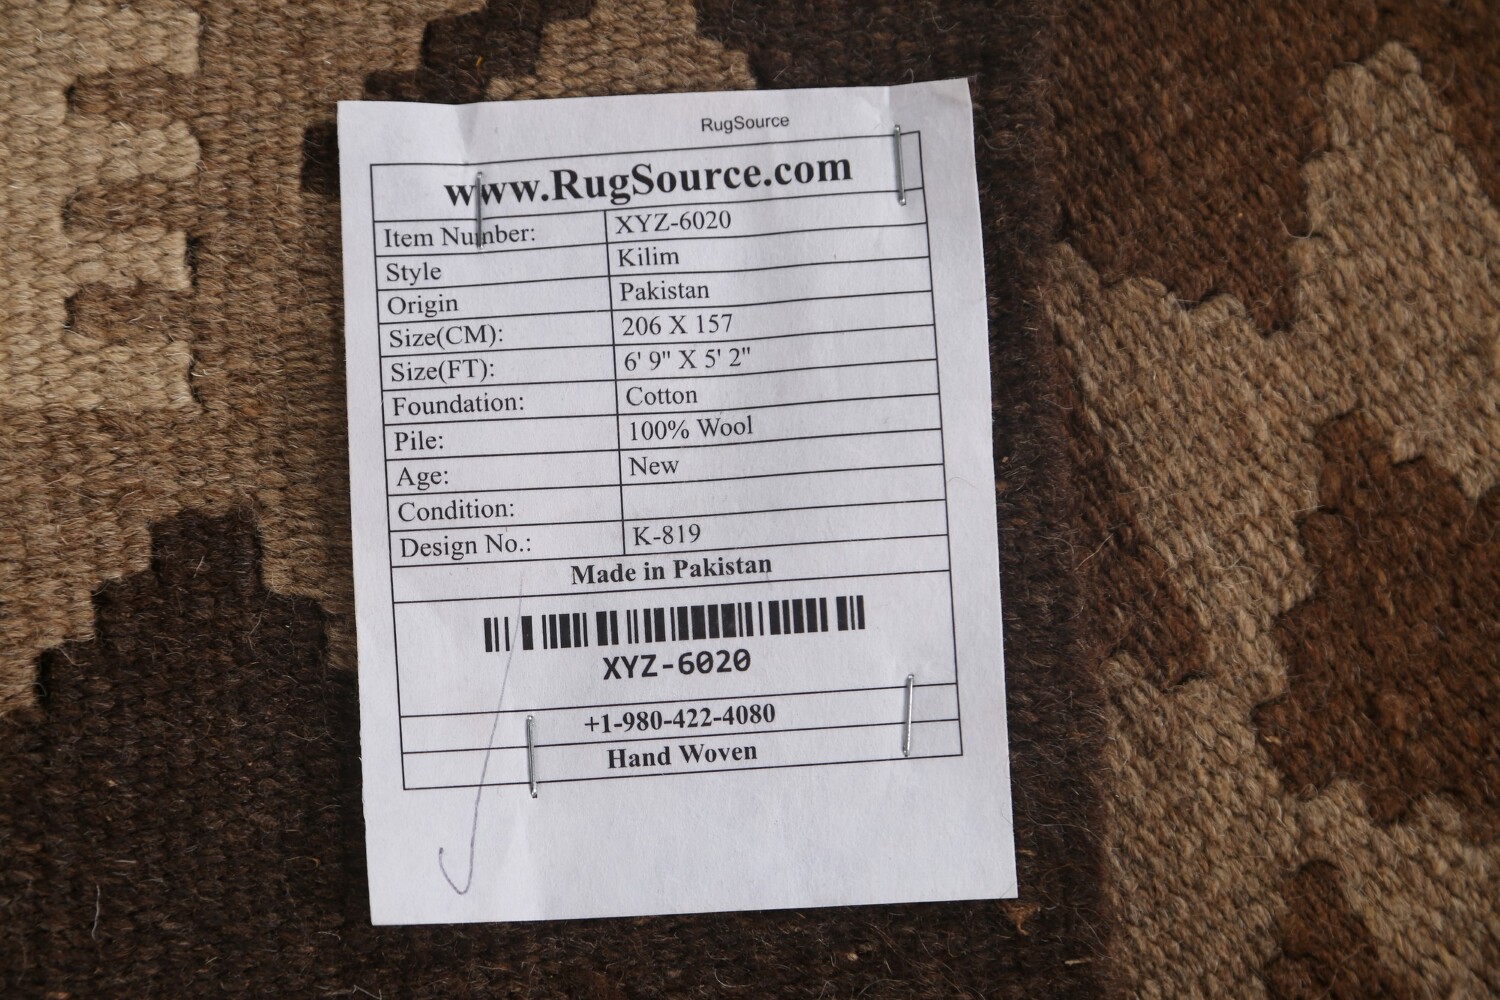 RugSource
www.RugSource.com
Item Number: XYZ-6020
Style Kilim
Origin Pakistan
Size(CM): 206 X 157
Size(FT): 6' 9" X 5' 2"
Foundation: Cotton
Pile: 100% Wool
Age: New
Condition:
Design No.: K-819
Made in Pakistan
XYZ-6020
+1-980-422-4080
Hand Woven